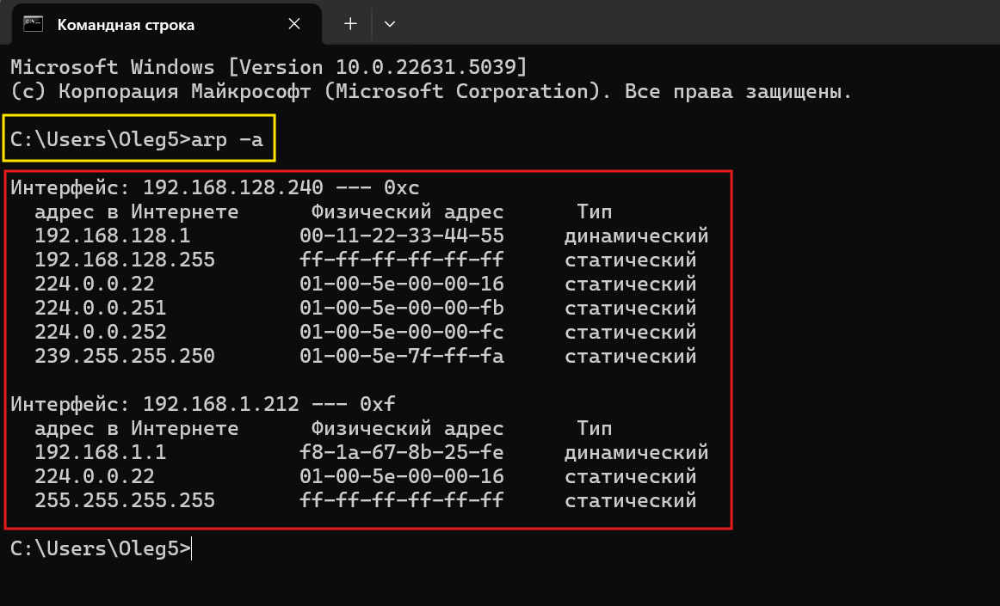 Командная строка
Microsoft Windows [Version 10.0.22631.5039]
(c) Корпорация Майкрософт (Microsoft Corporation). Все права защищены.
C:\Users\Oleg5>arp -a
Интерфейс: 192.168.128.240 --- 0xc
адрес в Интернете Физический адрес Тип
192.168.128.1 00-11-22-33-44-55 динамический
192.168.128.255 ff-ff-ff-ff-ff-ff статический
224.0.0.22 01-00-5e-00-00-16 статический
224.0.0.251 01-00-5e-00-00-fb статический
224.0.0.252 01-00-5e-00-00-fc статический
239.255.255.250 01-00-5e-7f-ff-fa статический
Интерфейс: 192.168.1.212 --- 0xf
адрес в Интернете Физический адрес Тип
192.168.1.1 f8-1a-67-8b-25-fe динамический
224.0.0.22 01-00-5e-00-00-16 статический
255.255.255.255 ff-ff-ff-ff-ff-ff статический
C:\Users\Oleg5>